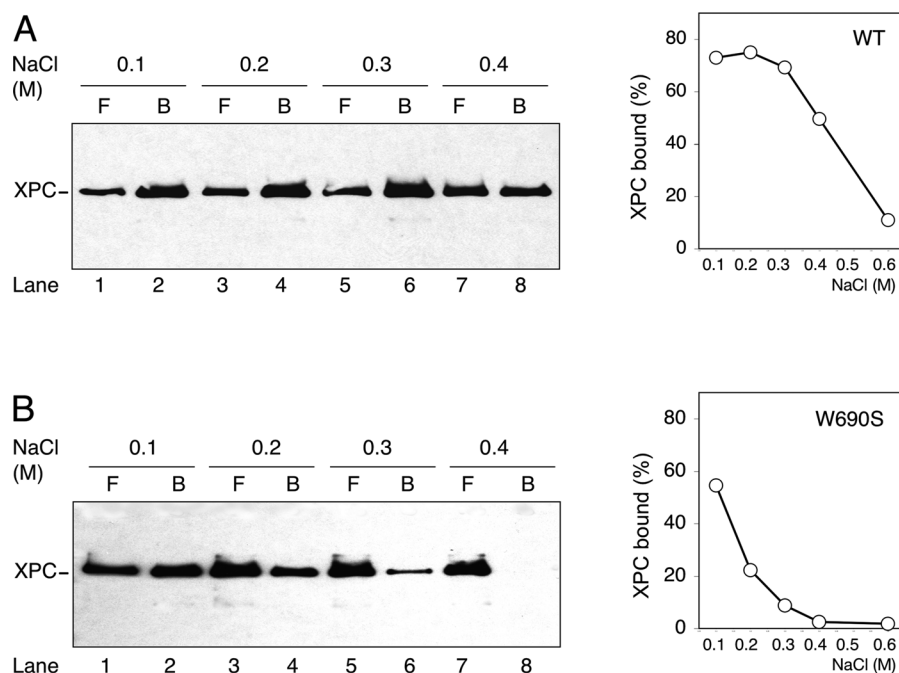 A
NaCl (M) 0.1 0.2 0.3 0.4
F B F B F B F B
XPC-
Lane 1 2 3 4 5 6 7 8
WT
XPC bound (%)
80
60
40
20
0
0.1 0.2 0.3 0.4 0.5 0.6
NaCl (M)
B
NaCl (M) 0.1 0.2 0.3 0.4
F B F B F B F B
XPC-
Lane 1 2 3 4 5 6 7 8
W690S
XPC bound (%)
80
60
40
20
0
0.1 0.2 0.3 0.4 0.5 0.6
NaCl (M)